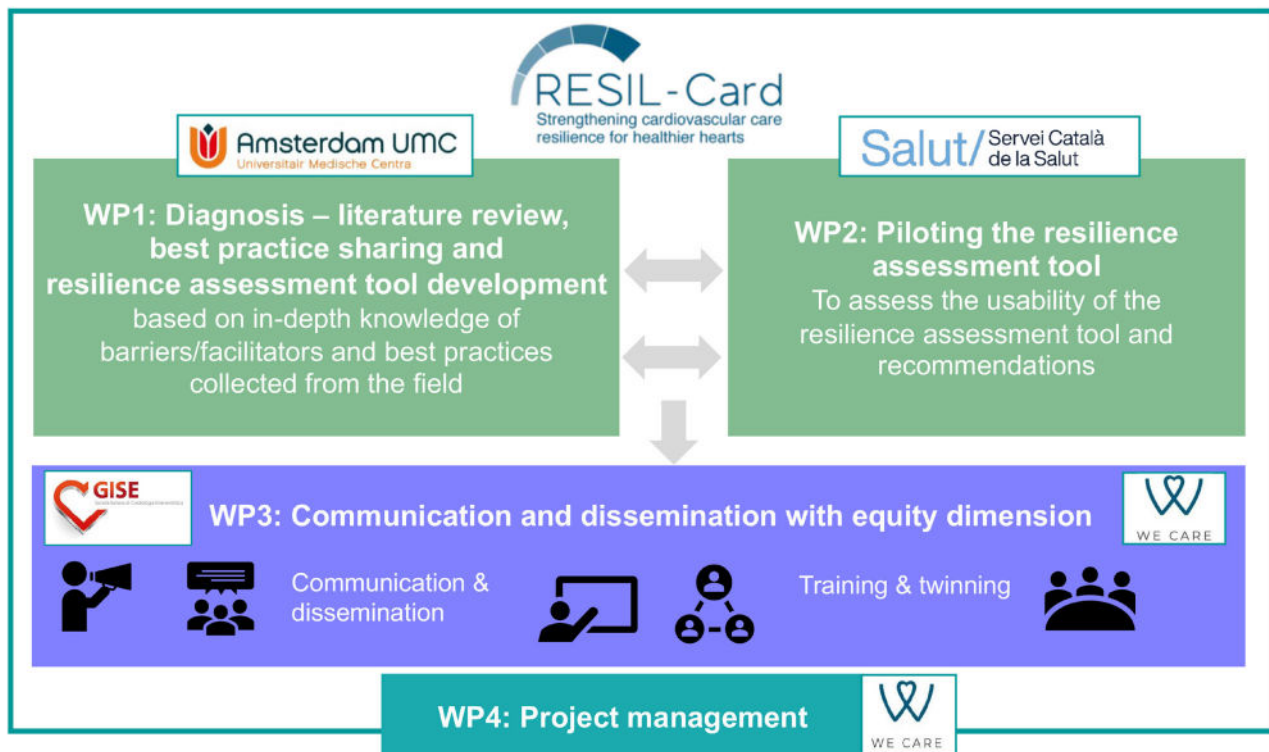 RESIL-Card
Strengthening cardiovascular care
resilience for healthier hearts
Amsterdam UMC
Universitair Medische Centra
Salut/ Servei Català
de la Salut
WP1: Diagnosis – literature review,
best practice sharing and
resilience assessment tool development
based on in-depth knowledge of
barriers/facilitators and best practices
collected from the field
WP2: Piloting the resilience
assessment tool
To assess the usability of the
resilience assessment tool and
recommendations
GISE
WP3: Communication and dissemination with equity dimension
WE CARE
Communication &
dissemination
Training & twinning
WP4: Project management
WE CARE